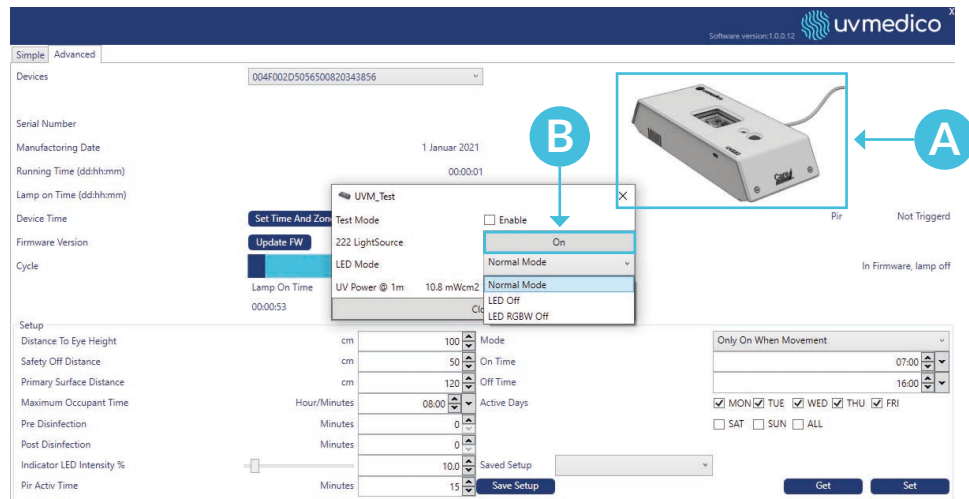 X
uvmedico
Software version:1.0.0.12
Simple Advanced
Devices 004F002D5056500820343856
Serial Number
Manufactoring Date 1 Januar 2021
Running Time (dd:hh:mm) 00:00:01
Lamp on Time (dd:hh:mm)
Device Time Set Time And Zon Pir Not Triggerd
Firmware Version Update FW
Cycle In Firmware, lamp off
Lamp On Time
00:00:53
B
A
UVM_Test
Test Mode Enable
222 LightSource On
LED Mode Normal Mode
Normal Mode
LED Off
LED RGBW Off
UV Power @ 1m 10.8 mWcm2
Clo
Setup
Distance To Eye Height cm 100 Mode Only On When Movement
Safety Off Distance cm 50 On Time 07:00
Primary Surface Distance cm 120 Off Time 16:00
Maximum Occupant Time Hour/Minutes 08:00 Active Days MON TUE WED THU FRI
Pre Disinfection Minutes 0 SAT SUN ALL
Post Disinfection Minutes 0
Indicator LED Intensity % 10.0 Saved Setup
Pir Activ Time Minutes 15 Save Setup Get Set